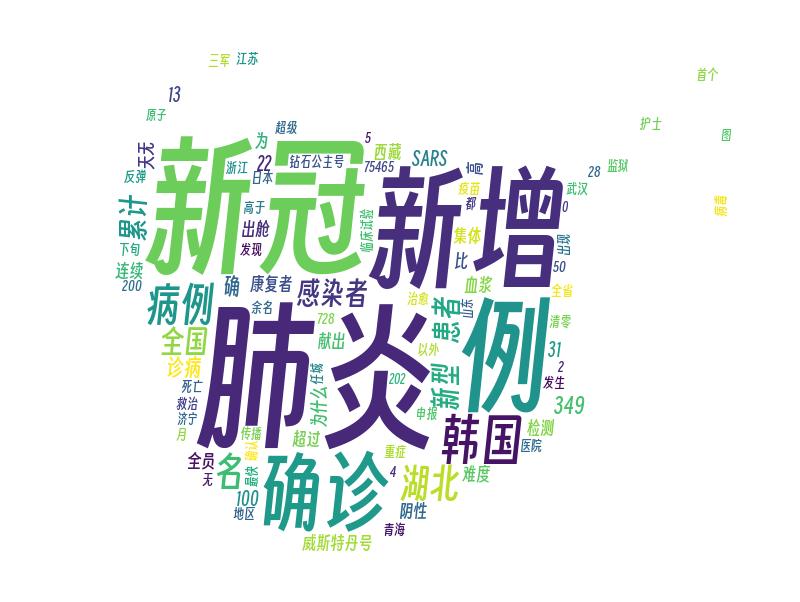 三军
江苏
首个
13
原子
护士
图
超级
天无
反弹
浙江
为
22
日本
钻石公主号
5
75465
西藏
SARS
高
疫苗
都
28
监狱
武汉
0
病毒
新冠
新增
累计
高于
出舱
发现
临床试验
集体
比
出现
50
下旬
连续
200
病例
确
康复者
感染者
余名
治愈
血浆
患者
山东
全省
清零
肺炎
例
728
献出
以外
全国
诊病
31
2
发生
死亡
任城
为什么
202
新型
349
救治
济宁
月
申报
韩国
检测
医院
传播
确认
超过
重症
全员
无
名
最快
确诊
4
湖北
难度
100
地区
阴性
青海
威斯特丹号